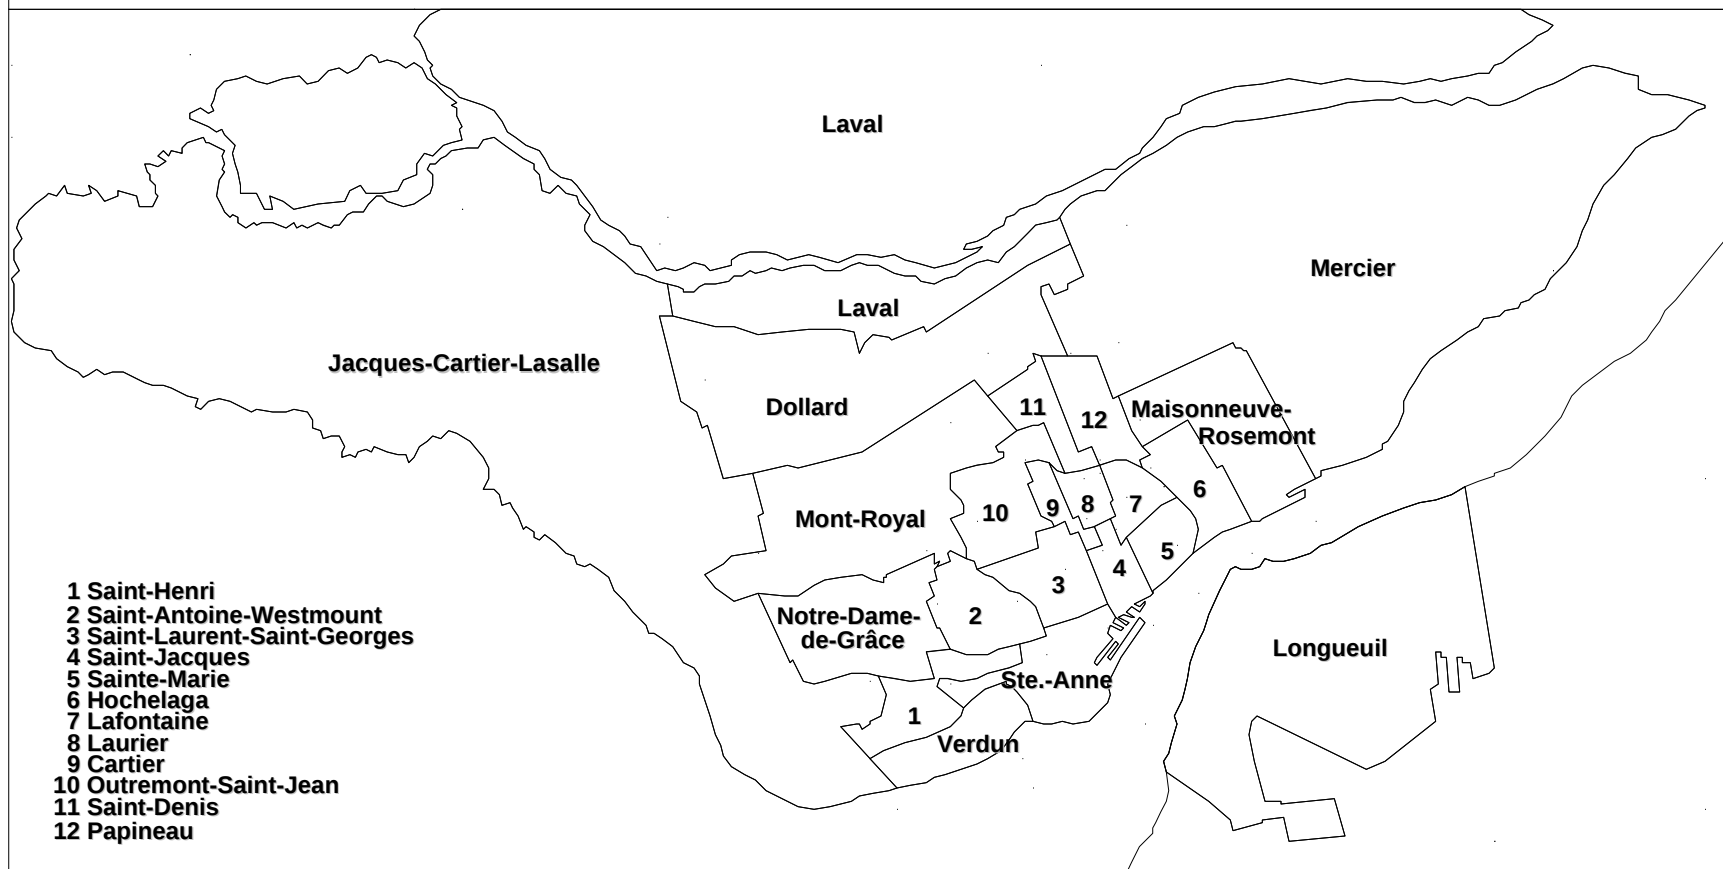 Laval
Mercier
Laval
Jacques-Cartier-Lasalle
Dollard
11
12
Maisonneuve-
Rosemont
Mont-Royal
10
9
8
7
6
5
4
3
2
Notre-Dame-
de-Grâce
Longueuil
Ste.-Anne
1
Verdun
1 Saint-Henri
2 Saint-Antoine-Westmount
3 Saint-Laurent-Saint-Georges
4 Saint-Jacques
5 Sainte-Marie
6 Hochelaga
7 Lafontaine
8 Laurier
9 Cartier
10 Outremont-Saint-Jean
11 Saint-Denis
12 Papineau